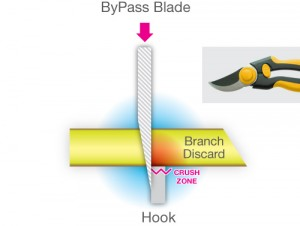 ByPass Blade
Branch
Discard
CRUSH
ZONE
Hook